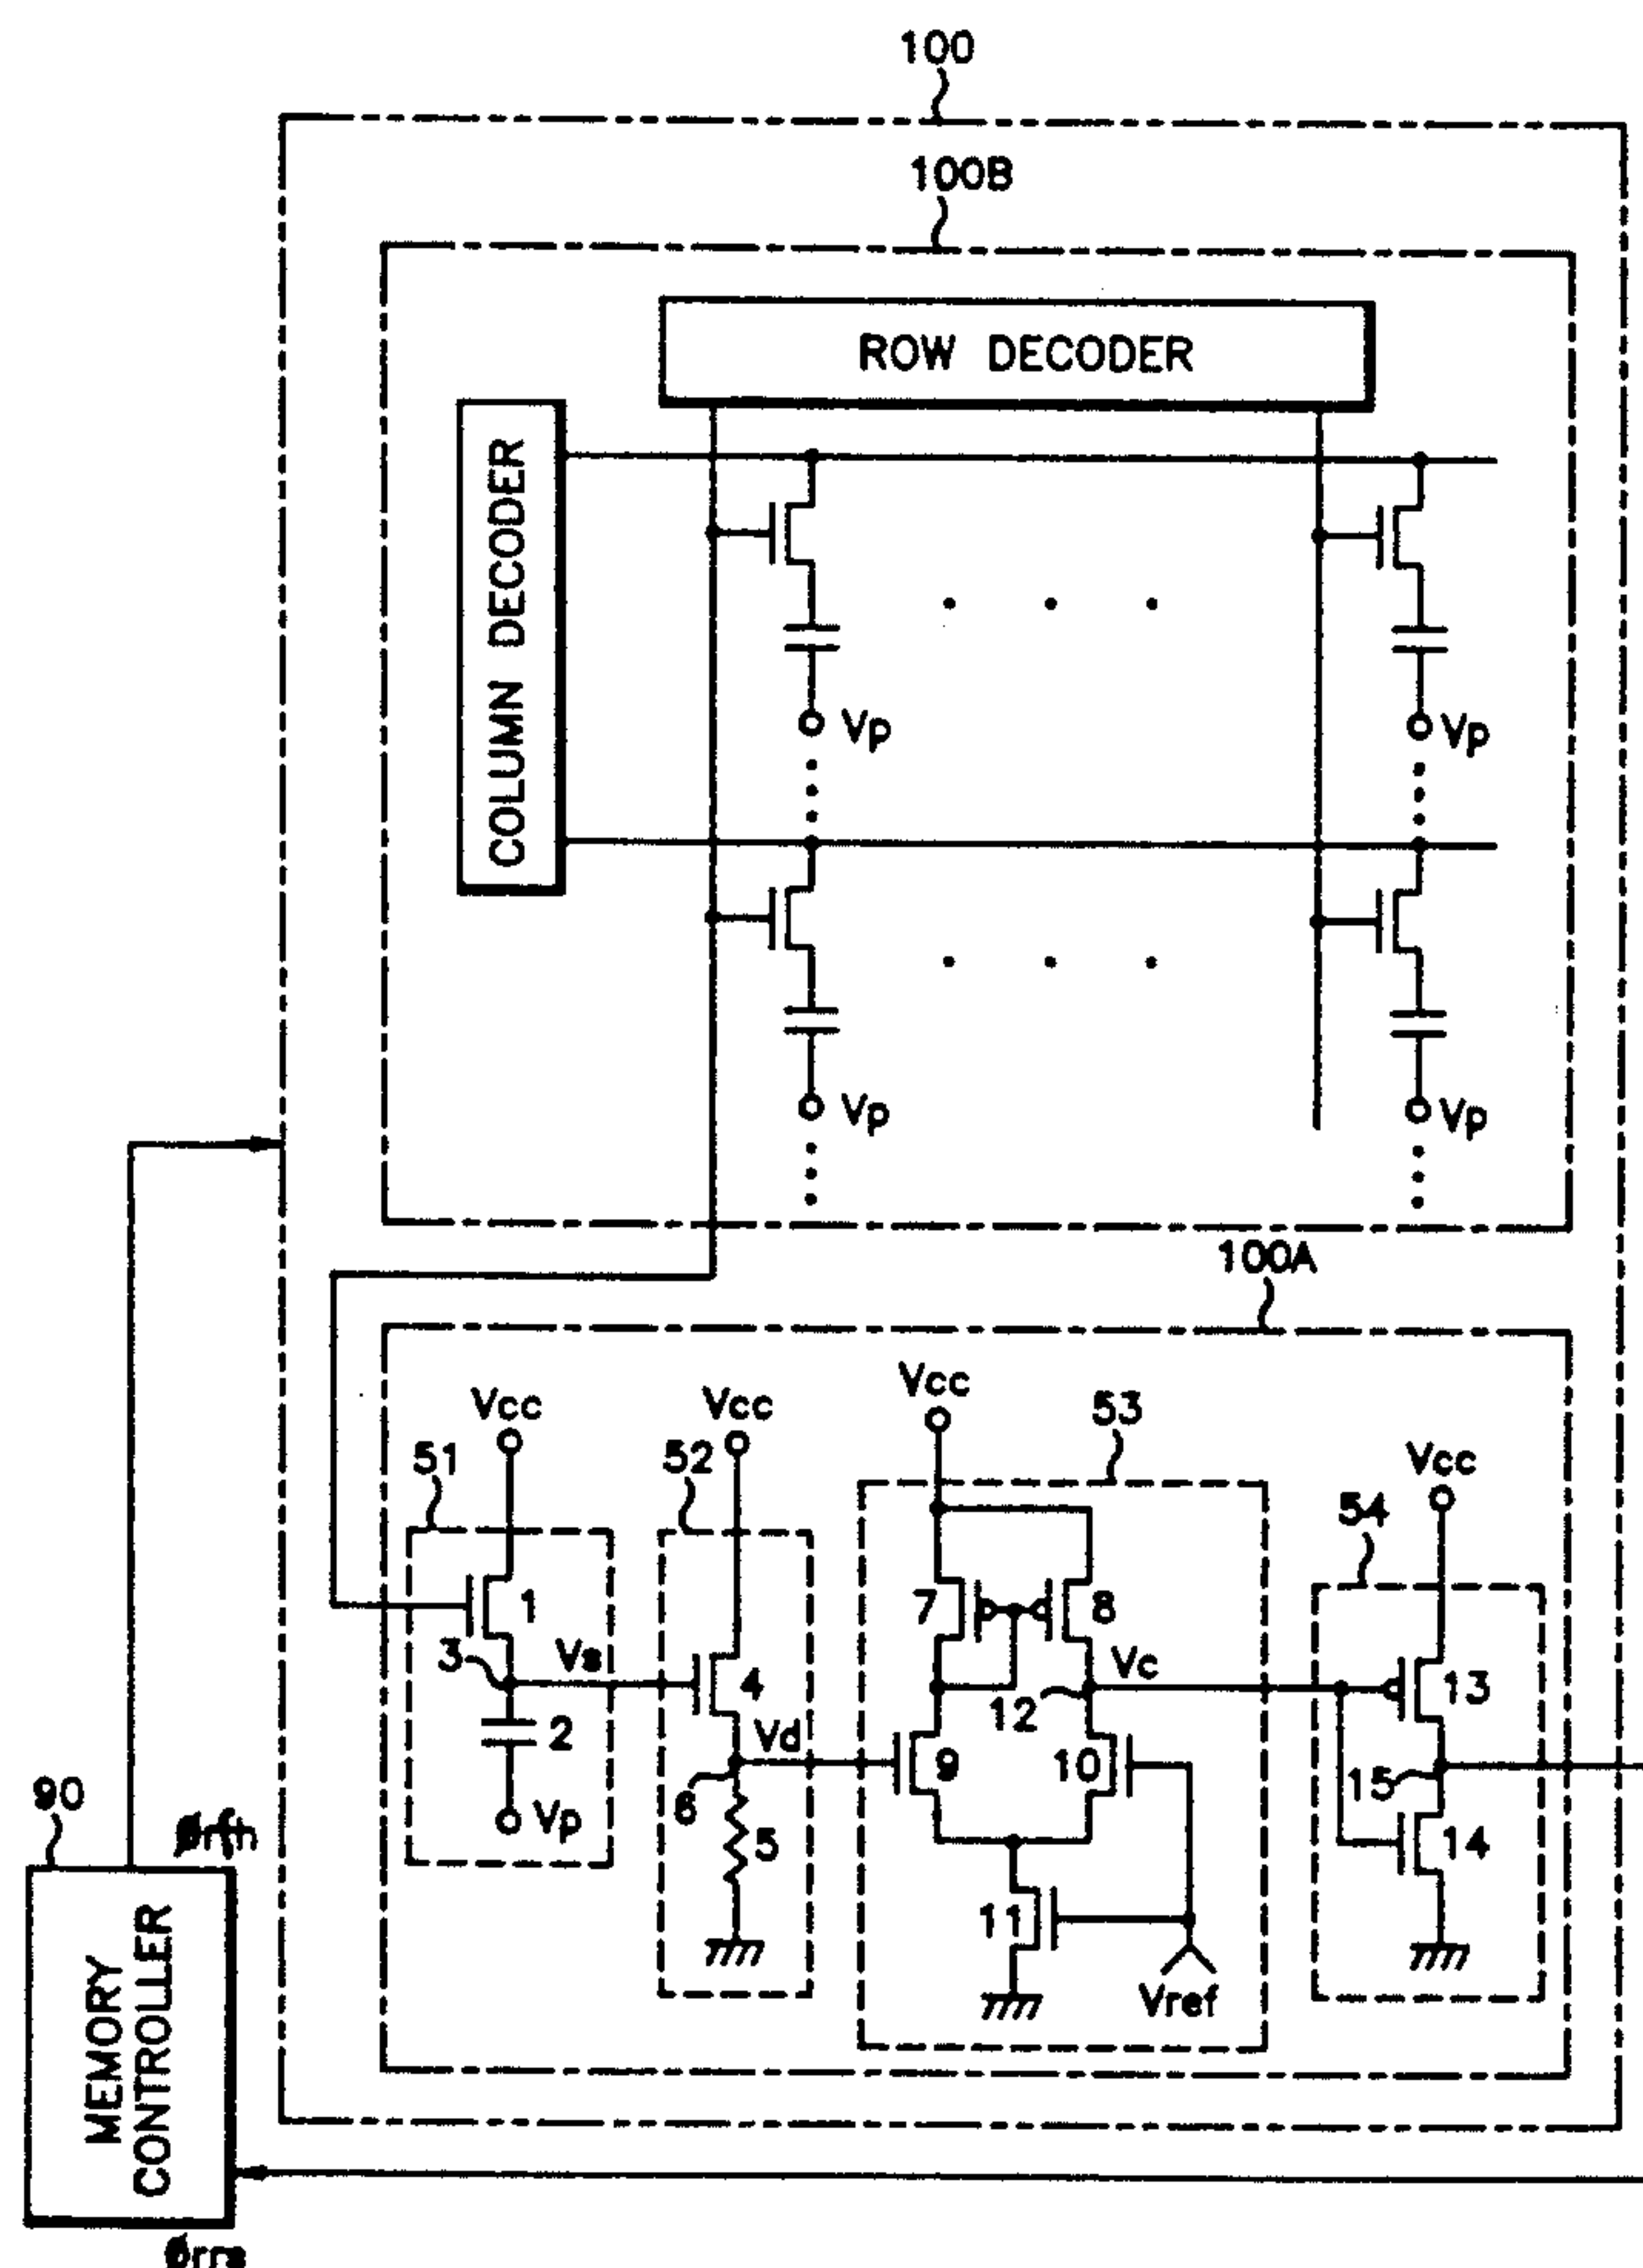 100
100B
ROW DECODER
COLUMN DECODER
Vp
Vp
Vp
Vp
100A
Vcc
Vcc
Vcc
Vcc
51
52
53
54
1
3
Vs
2
Vp
4
Vd
6
5
7
8
Vc
12
9
10
11
Vref
13
15
14
90
MEMORY
CONTROLLER
Ørrs